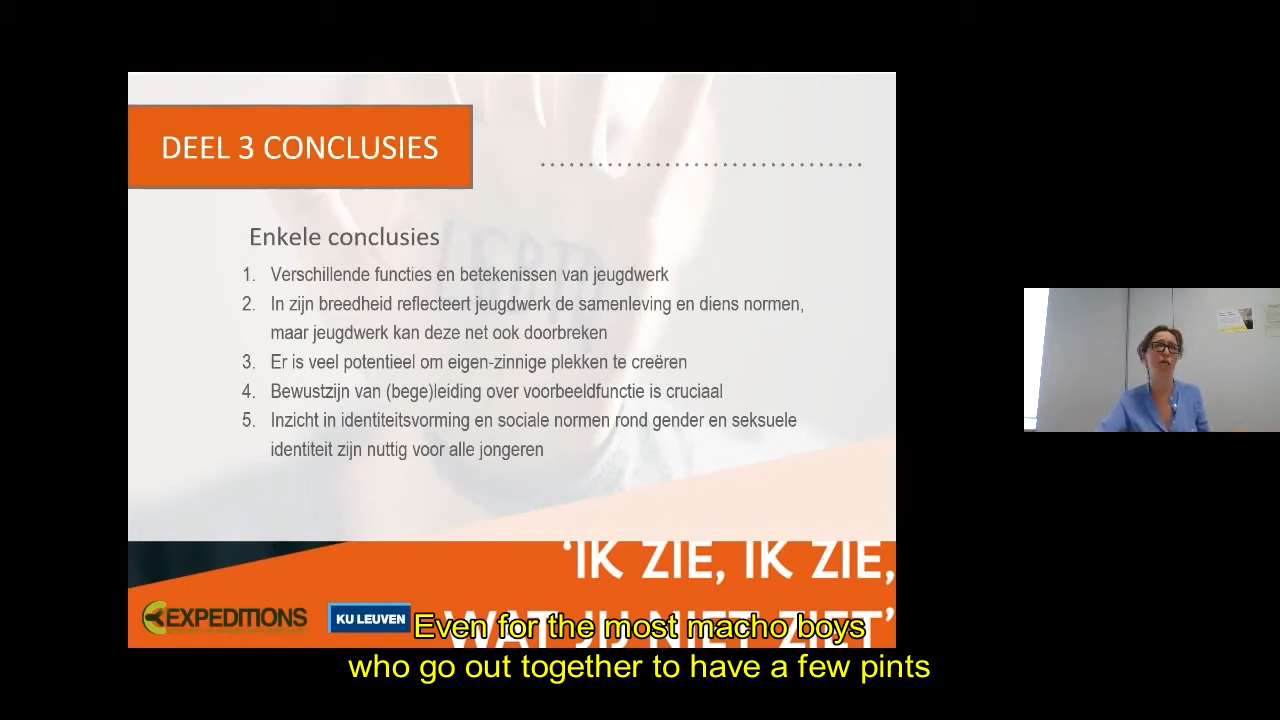 DEEL 3 CONCLUSIES
LGBTQ
Enkele conclusies
1. Verschillende functies en betekenissen van jeugdwerk
2. In zijn breedheid reflecteert jeugdwerk de samenleving en diens normen,
maar jeugdwerk kan deze net ook doorbreken
3. Er is veel potentieel om eigen-zinnige plekken te creëren
4. Bewustzijn van (bege)leiding over voorbeeldfunctie is cruciaal
5. Inzicht in identiteitsvorming en sociale normen rond gender en seksuele
identiteit zijn nuttig voor alle jongeren
'IK ZIE, IK ZIE,
WAT JIJ NIET ZIET'
EXPEDITIONS
KU LEUVEN
Even for the most macho boys
who go out together to have a few pints